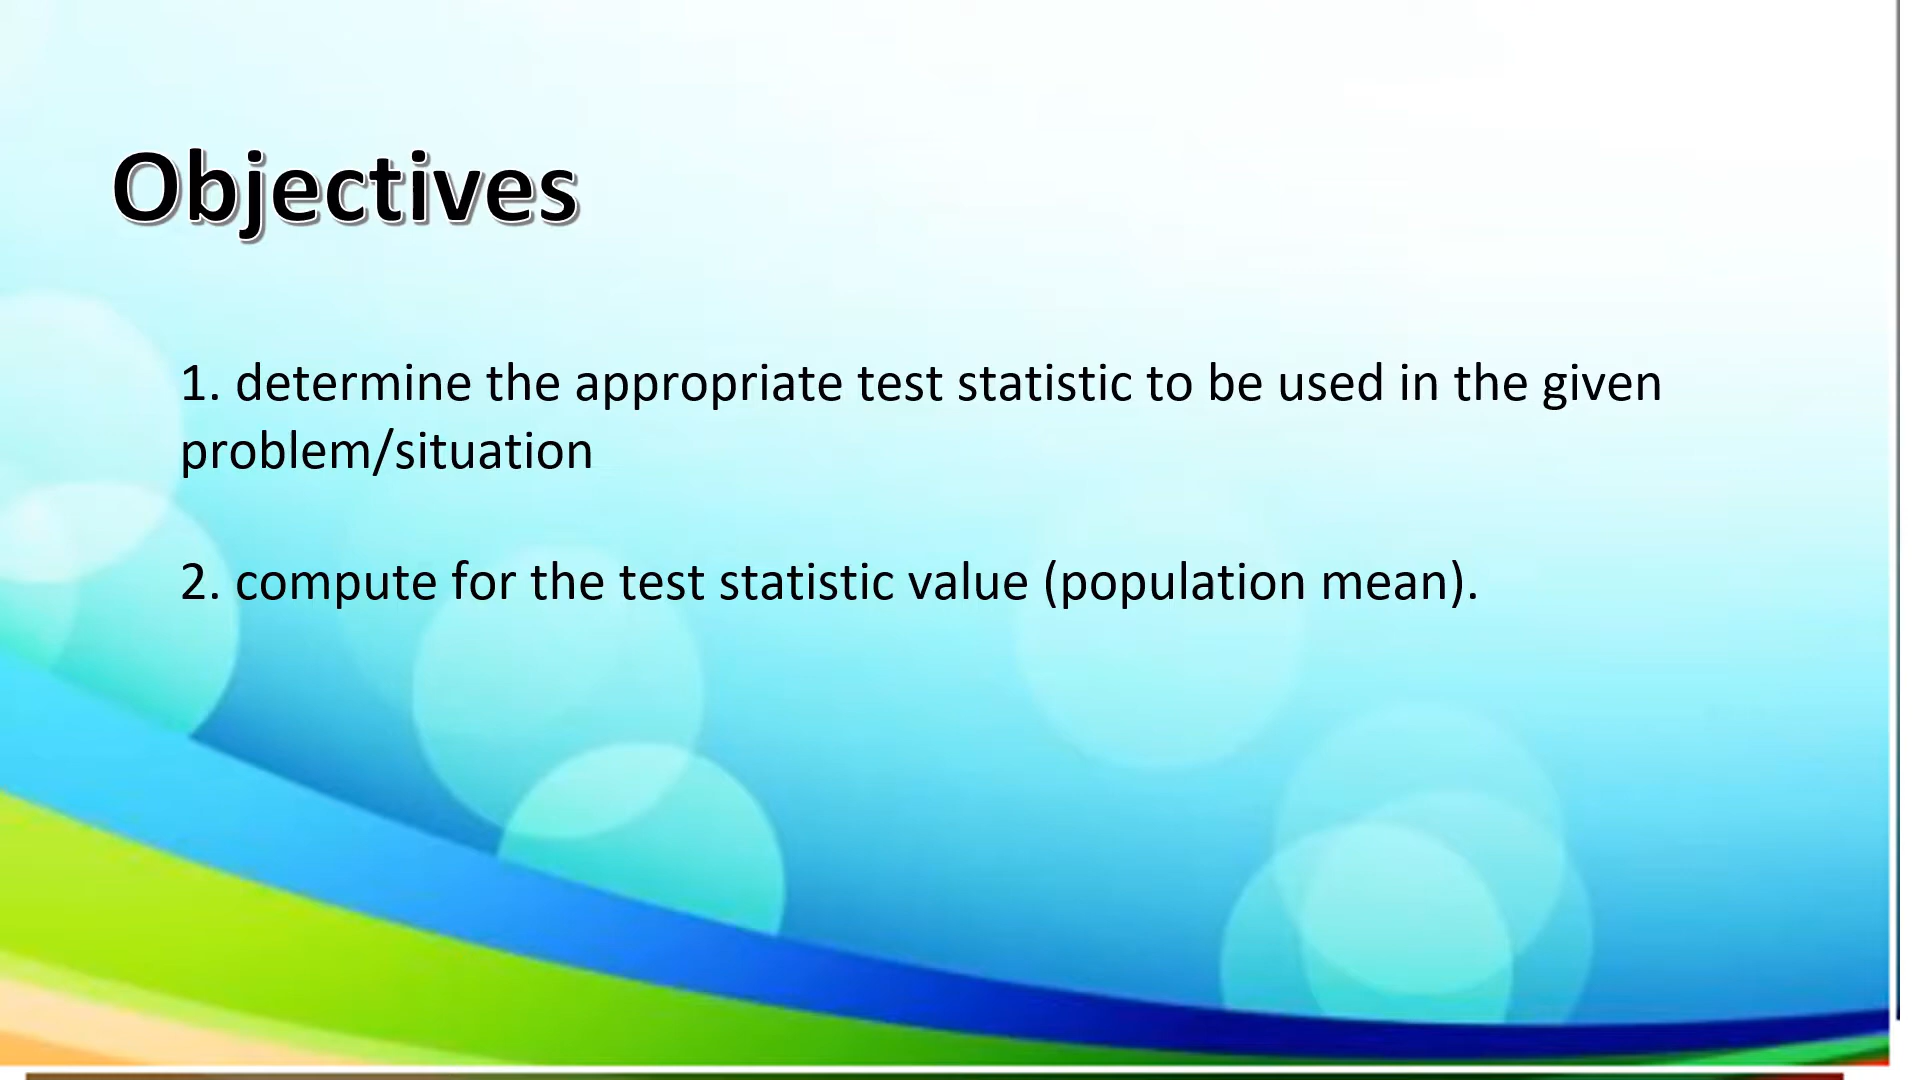 Objectives
1. determine the appropriate test statistic to be used in the given
problem/situation
2. compute for the test statistic value (population mean).